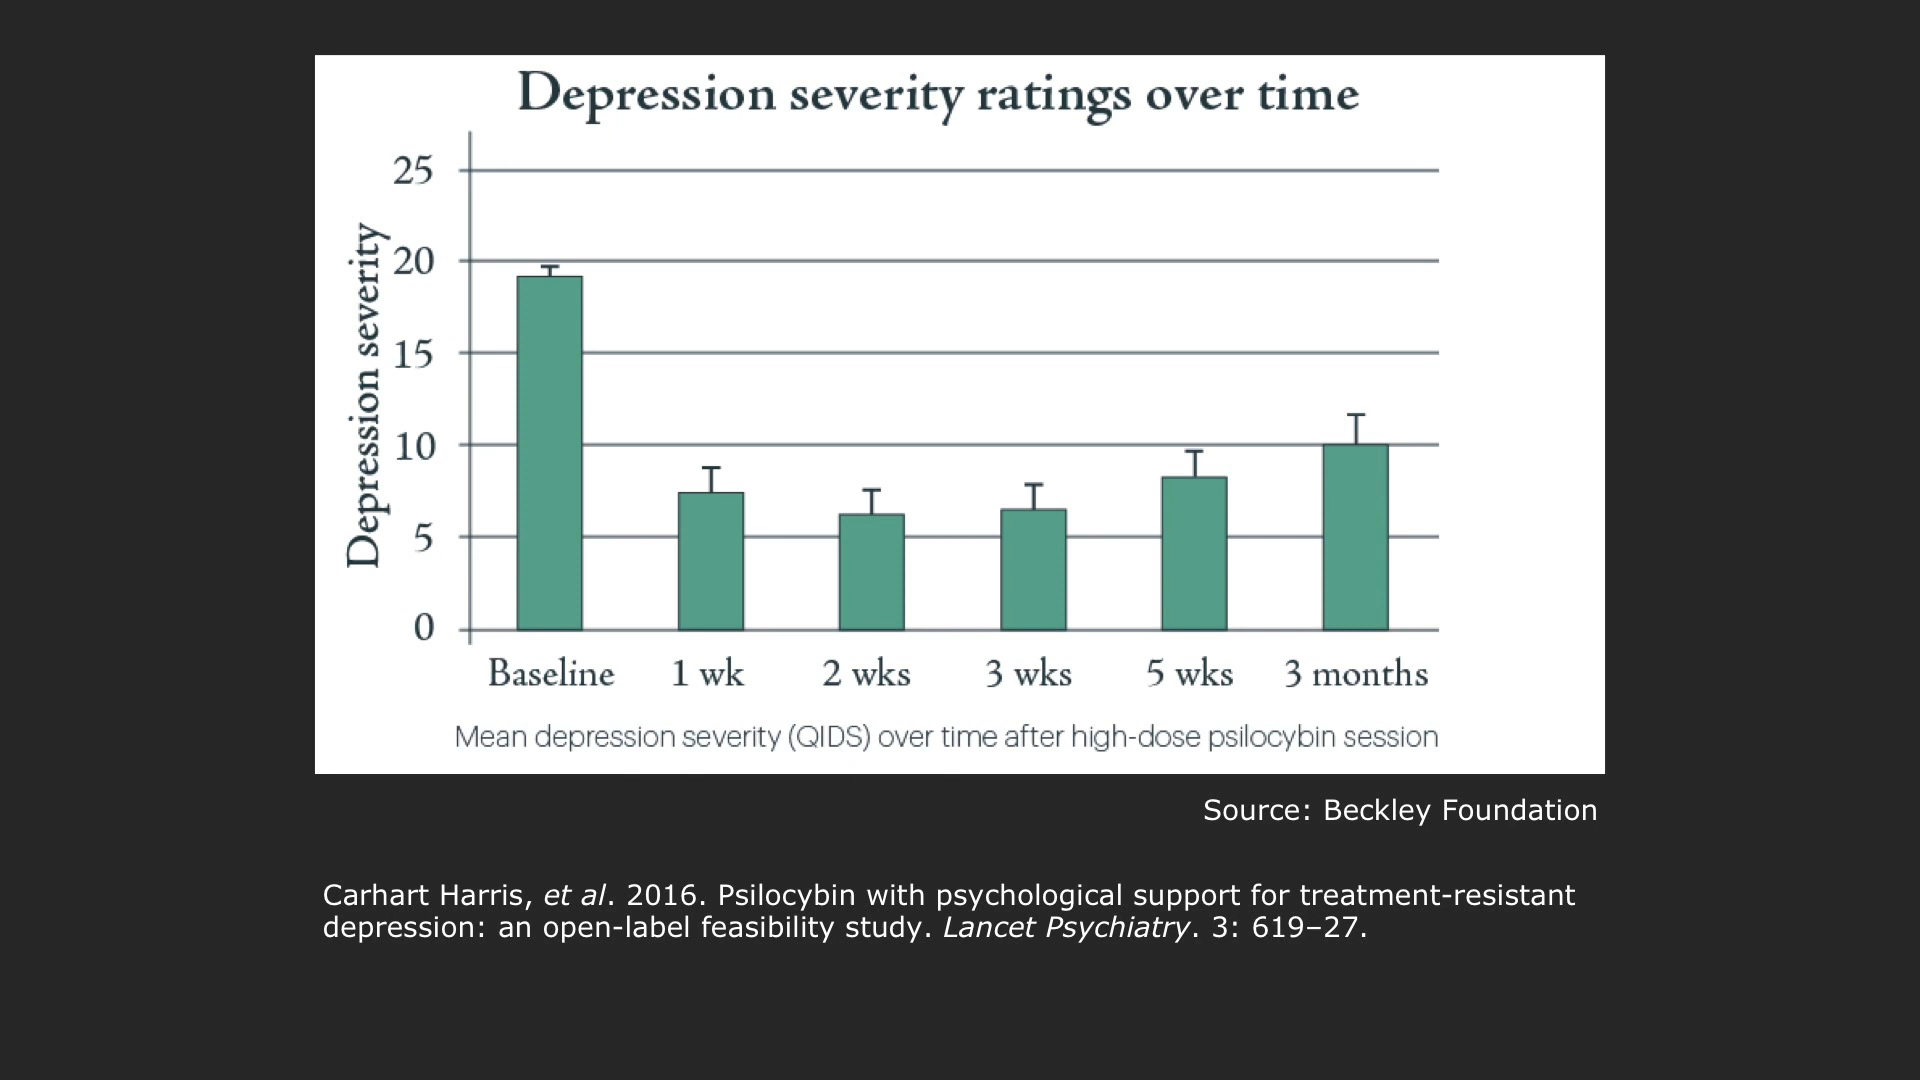 Depression severity ratings over time
Depression severity
25
20
15
10
5
0
Baseline 1 wk 2 wks 3 wks 5 wks 3 months
Mean depression severity (QIDS) over time after high-dose psilocybin session
Source: Beckley Foundation
Carhart Harris, et al. 2016. Psilocybin with psychological support for treatment-resistant
depression: an open-label feasibility study. Lancet Psychiatry. 3: 619–27.